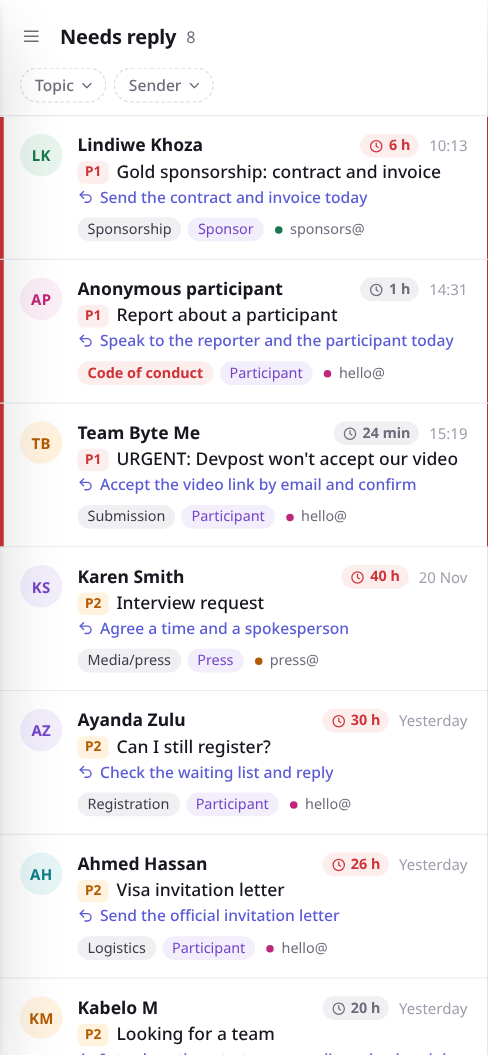 Needs reply 8
Topic Sender
LK Lindiwe Khoza 6 h 10:13
P1 Gold sponsorship: contract and invoice
Send the contract and invoice today
Sponsorship Sponsor sponsors@
AP Anonymous participant 1 h 14:31
P1 Report about a participant
Speak to the reporter and the participant today
Code of conduct Participant hello@
TB Team Byte Me 24 min 15:19
P1 URGENT: Devpost won't accept our video
Accept the video link by email and confirm
Submission Participant hello@
KS Karen Smith 40 h 20 Nov
P2 Interview request
Agree a time and a spokesperson
Media/press Press press@
AZ Ayanda Zulu 30 h Yesterday
P2 Can I still register?
Check the waiting list and reply
Registration Participant hello@
AH Ahmed Hassan 26 h Yesterday
P2 Visa invitation letter
Send the official invitation letter
Logistics Participant hello@
KM Kabelo M 20 h Yesterday
P2 Looking for a team